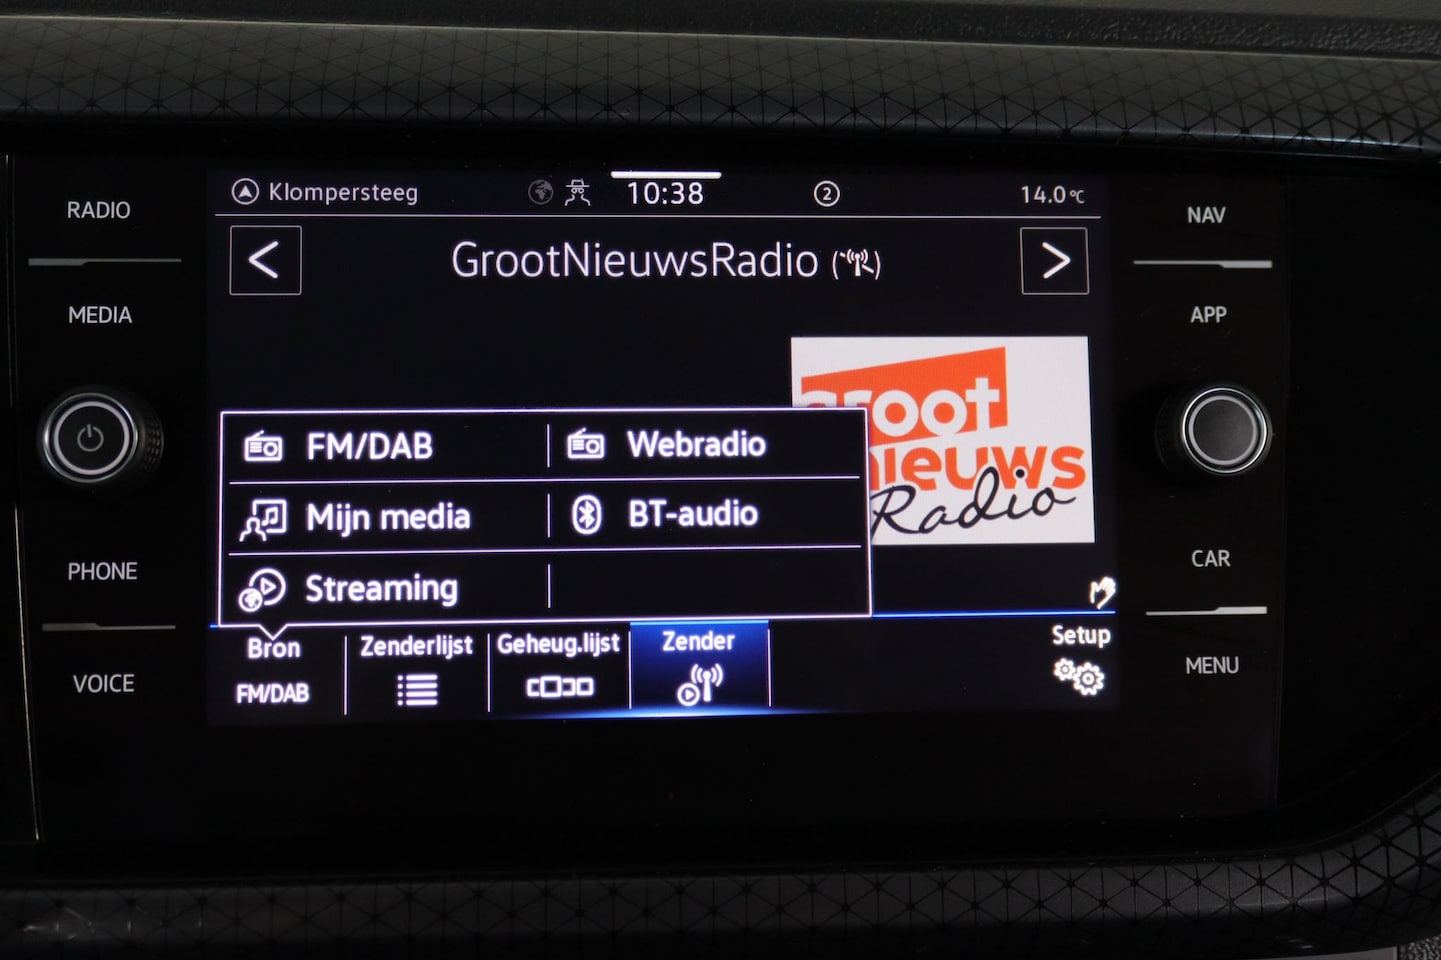 RADIO
MEDIA
PHONE
VOICE
Klompersteeg
10:38
2
14.0°C
GrootNieuwsRadio
groot
nieuws
Radio
FM/DAB
Webradio
Mijn media
BT-audio
Streaming
Bron
FM/DAB
Zenderlijst
Geheug.lijst
Zender
Setup
NAV
APP
CAR
MENU